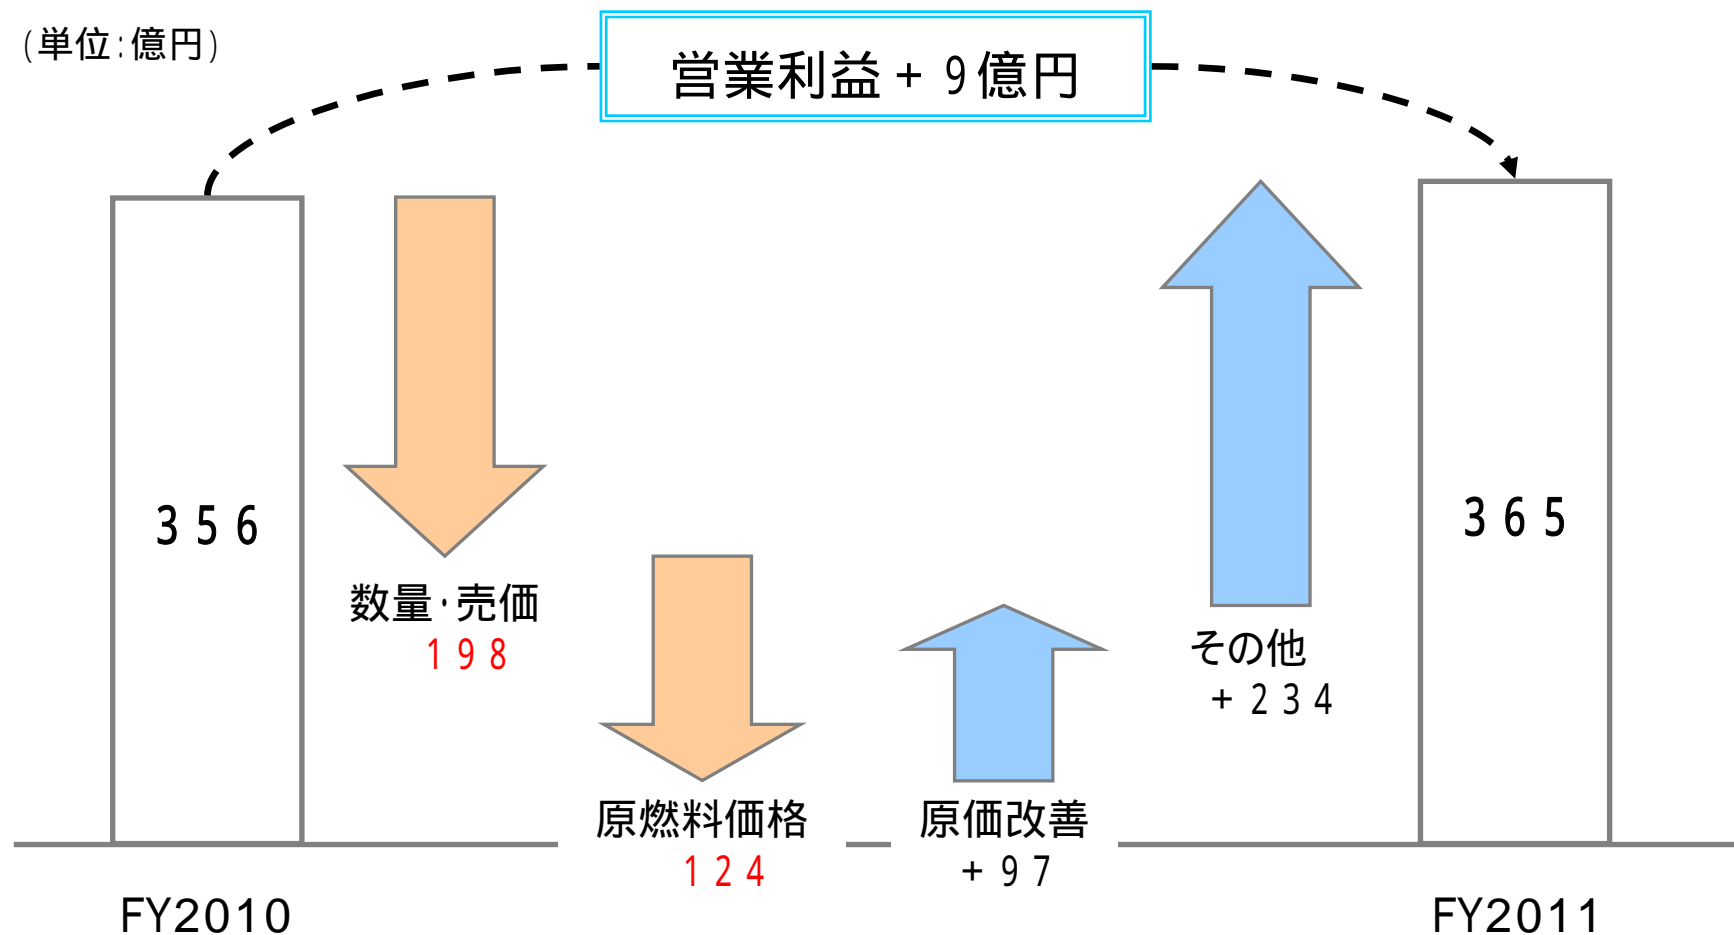 (単位:億円)
営業利益+9億円
356
365
数量・売価
198
その他
+234
原燃料価格
124
原価改善
+97
FY2010
FY2011